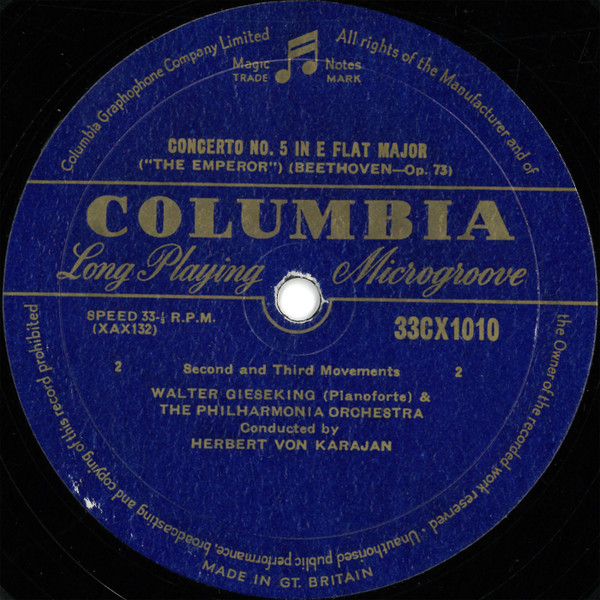 Columbia Graphophone Company Limited
All rights of the Manufacturer and of
the Owner of the recorded work reserved · Unauthorised public performance, broadcasting and copying of this record prohibited
Magic Notes
TRADE MARK
CONCERTO NO. 5 IN E FLAT MAJOR
("THE EMPEROR") (BEETHOVEN—Op. 73)
COLUMBIA
Long Playing Microgroove
SPEED 33-⅓ R.P.M.
(XAX132)
33CX1010
2 Second and Third Movements 2
WALTER GIESEKING (Pianoforte) &
THE PHILHARMONIA ORCHESTRA
Conducted by
HERBERT VON KARAJAN
MADE IN GT. BRITAIN